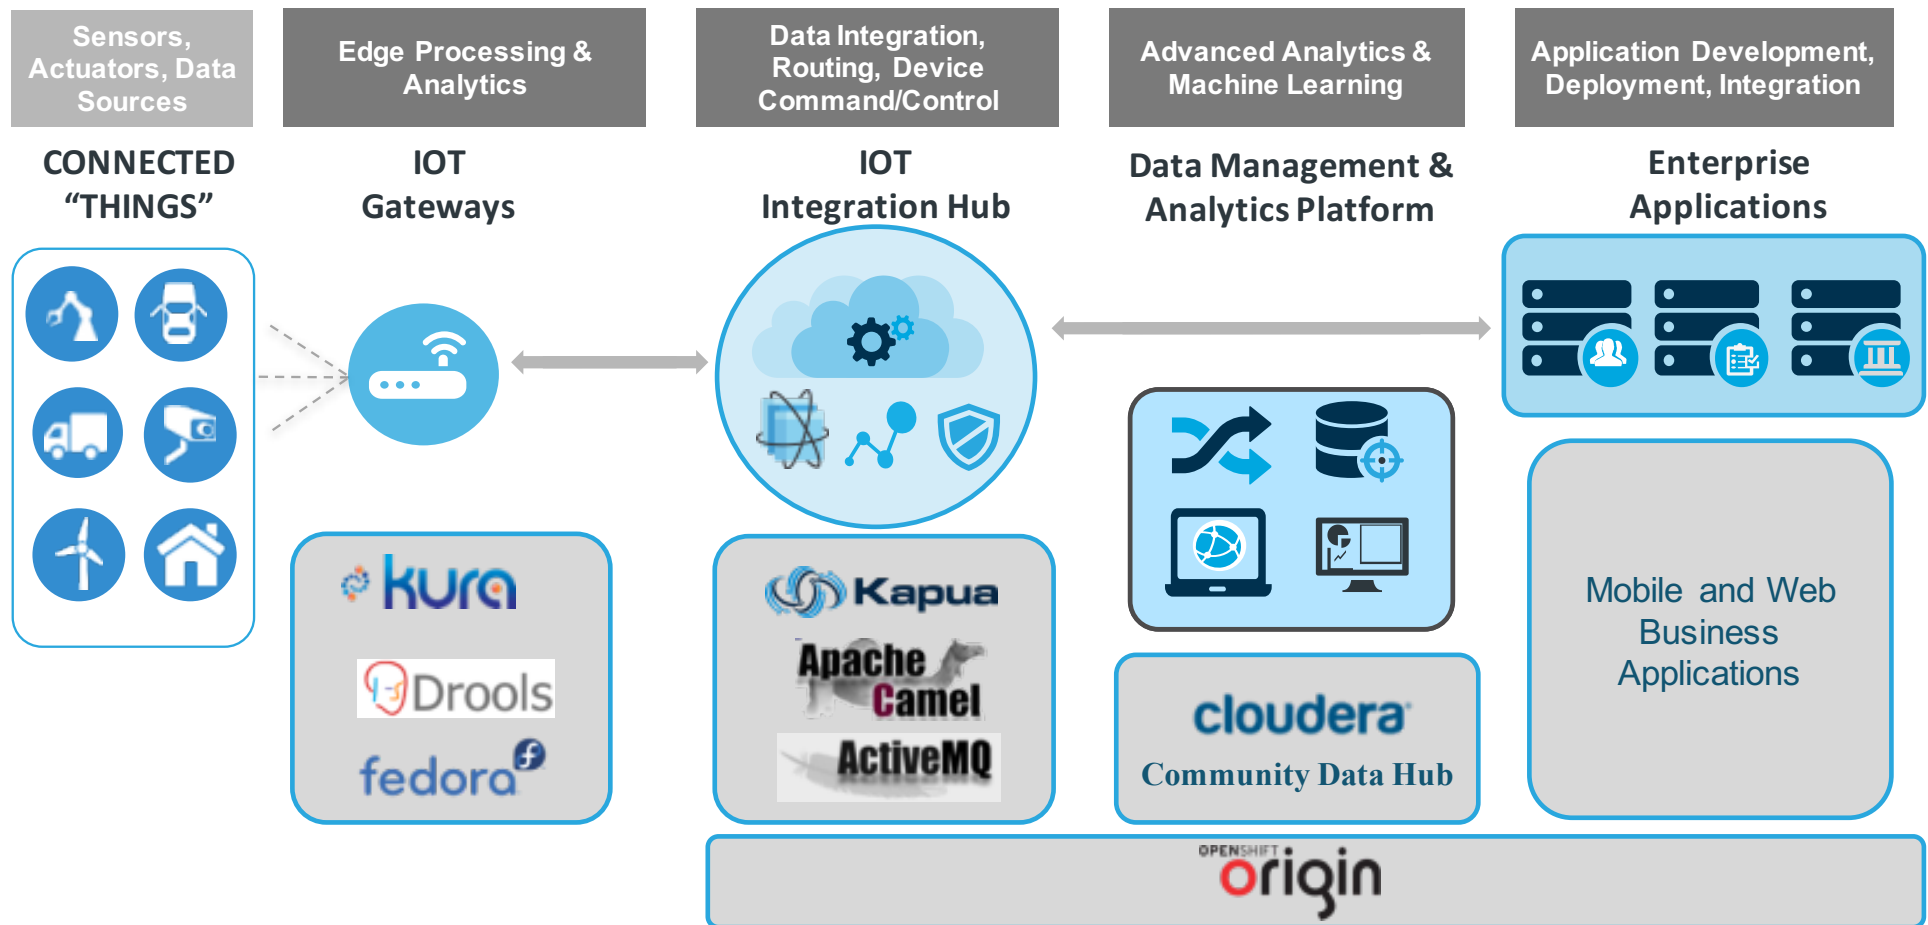 Sensors,
Actuators, Data
Sources
Edge Processing &
Analytics
Data Integration,
Routing, Device
Command/Control
Advanced Analytics &
Machine Learning
Application Development,
Deployment, Integration
CONNECTED
“THINGS”
IOT
Gateways
IOT
Integration Hub
Data Management &
Analytics Platform
Enterprise
Applications
kura
Drools
fedora
Kapua
Apache
Camel
ActiveMQ
cloudera
Community Data Hub
Mobile and Web
Business
Applications
OPENSHIFT
origin